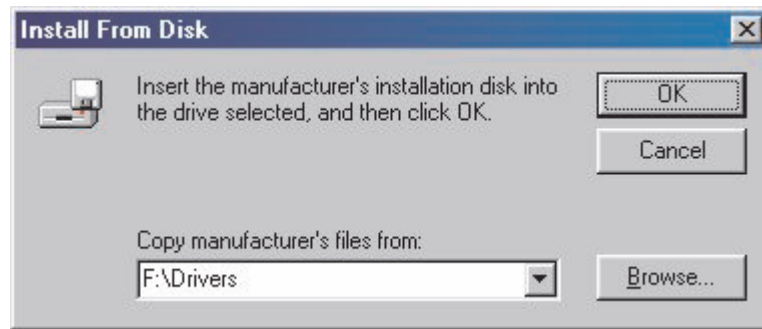 Install From Disk
Insert the manufacturer's installation disk into
the drive selected, and then click OK.
OK
Cancel
Copy manufacturer's files from:
F:\Drivers
Browse...